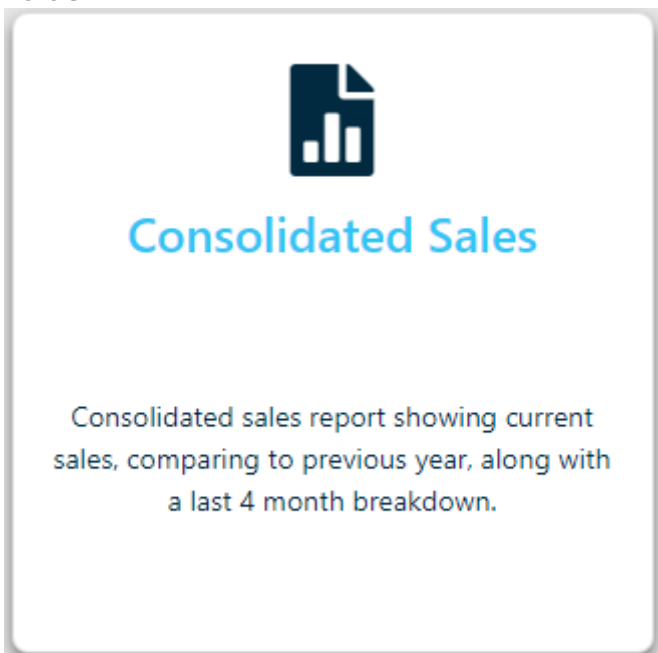 Consolidated Sales
Consolidated sales report showing current
sales, comparing to previous year, along with
a last 4 month breakdown.